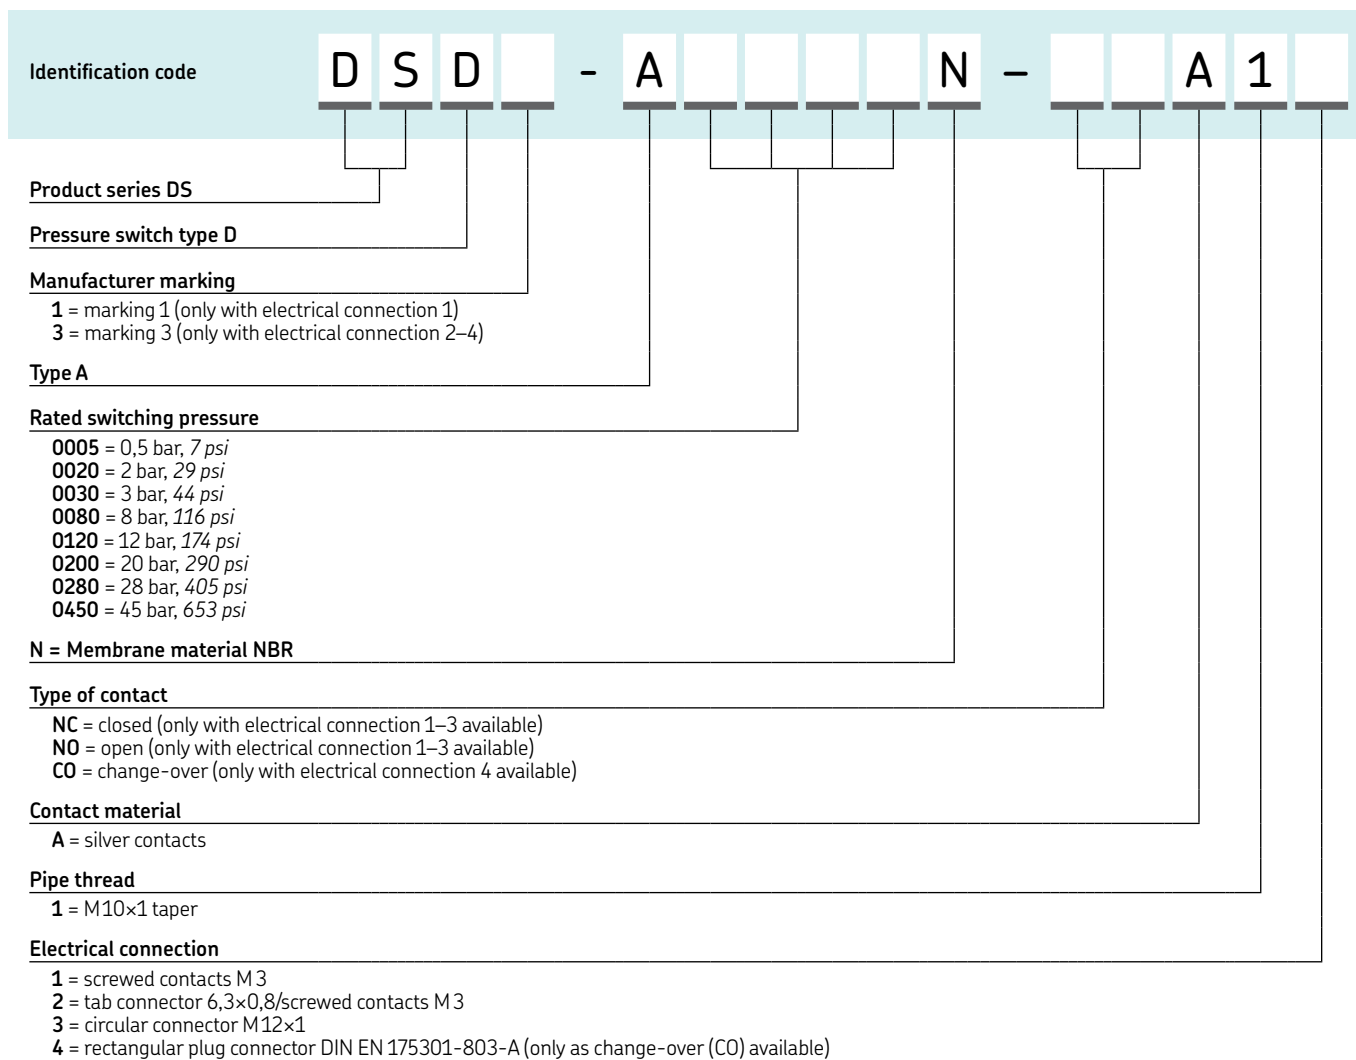 Identification code D S D - A N – A 1
Product series DS
Pressure switch type D
Manufacturer marking
1 = marking 1 (only with electrical connection 1)
3 = marking 3 (only with electrical connection 2–4)
Type A
Rated switching pressure
0005 = 0,5 bar, 7 psi
0020 = 2 bar, 29 psi
0030 = 3 bar, 44 psi
0080 = 8 bar, 116 psi
0120 = 12 bar, 174 psi
0200 = 20 bar, 290 psi
0280 = 28 bar, 405 psi
0450 = 45 bar, 653 psi
N = Membrane material NBR
Type of contact
NC = closed (only with electrical connection 1–3 available)
NO = open (only with electrical connection 1–3 available)
CO = change-over (only with electrical connection 4 available)
Contact material
A = silver contacts
Pipe thread
1 = M10×1 taper
Electrical connection
1 = screwed contacts M 3
2 = tab connector 6,3×0,8/screwed contacts M 3
3 = circular connector M12×1
4 = rectangular plug connector DIN EN 175301-803-A (only as change-over (CO) available)